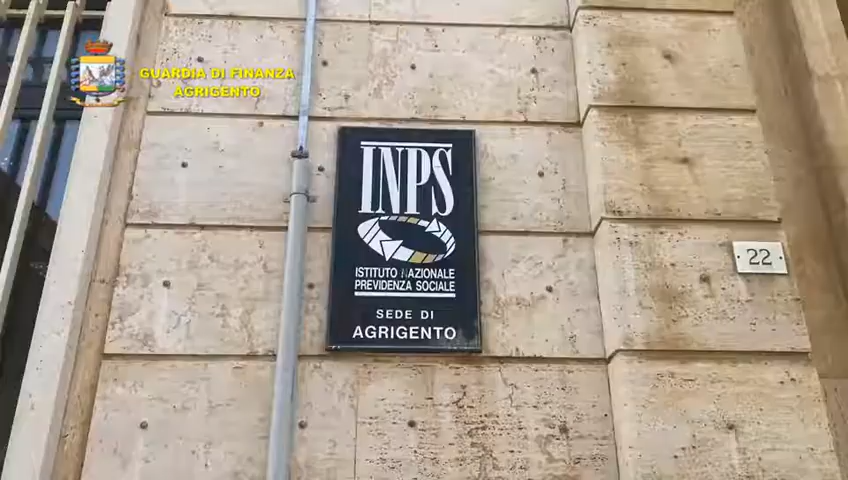 GUARDIA DI FINANZA
AGRIGENTO
INPS
ISTITUTO NAZIONALE
PREVIDENZA SOCIALE
SEDE DI
AGRIGENTO
22